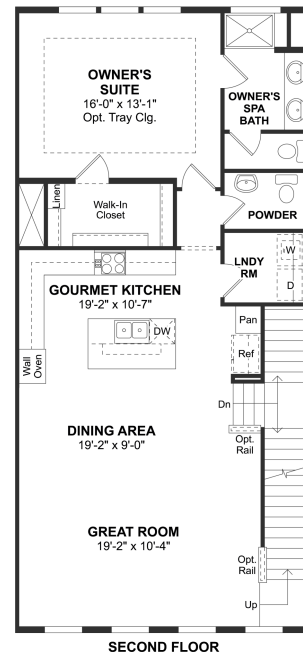 OWNER'S
SUITE
16'-0" x 13'-1"
Opt. Tray Clg.
OWNER'S
SPA
BATH
Linen
Walk-In
Closet
POWDER
LNDY
RM
W
D
GOURMET KITCHEN
19'-2" x 10'-7"
DW
Pan
Ref
Wall
Oven
Dn
Opt.
Rail
DINING AREA
19'-2" x 9'-0"
GREAT ROOM
19'-2" x 10'-4"
Opt.
Rail
Up
SECOND FLOOR